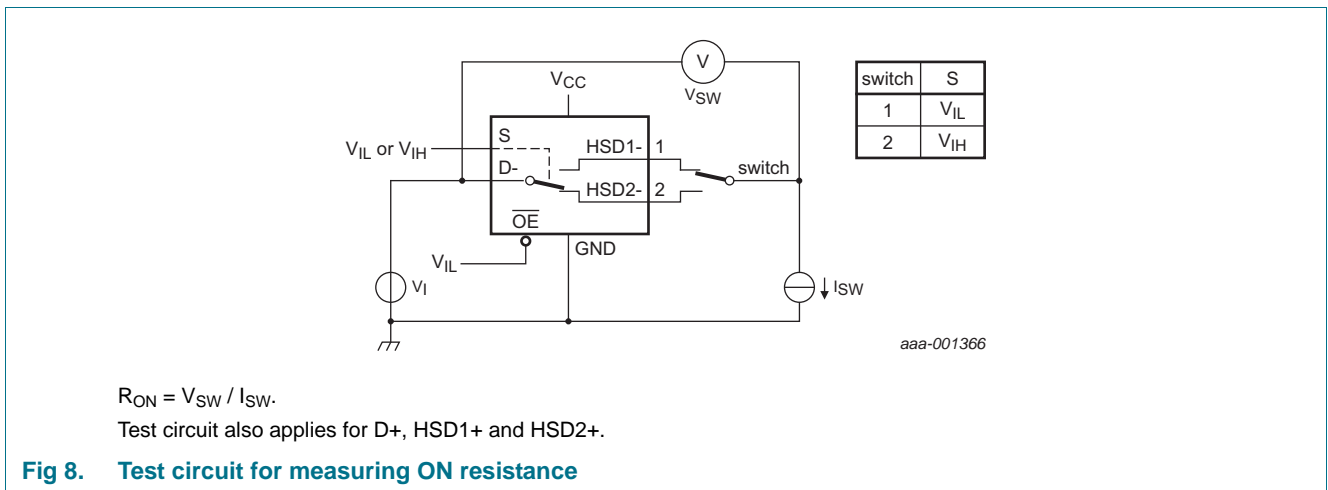 V
VSW
VCC
switch S
1 VIL
2 VIH
VIL or VIH
S
HSD1- 1
D-
switch
HSD2- 2
OE
GND
VIL
VI
ISW
aaa-001366
RON = VSW / ISW.
Test circuit also applies for D+, HSD1+ and HSD2+.
Fig 8. Test circuit for measuring ON resistance